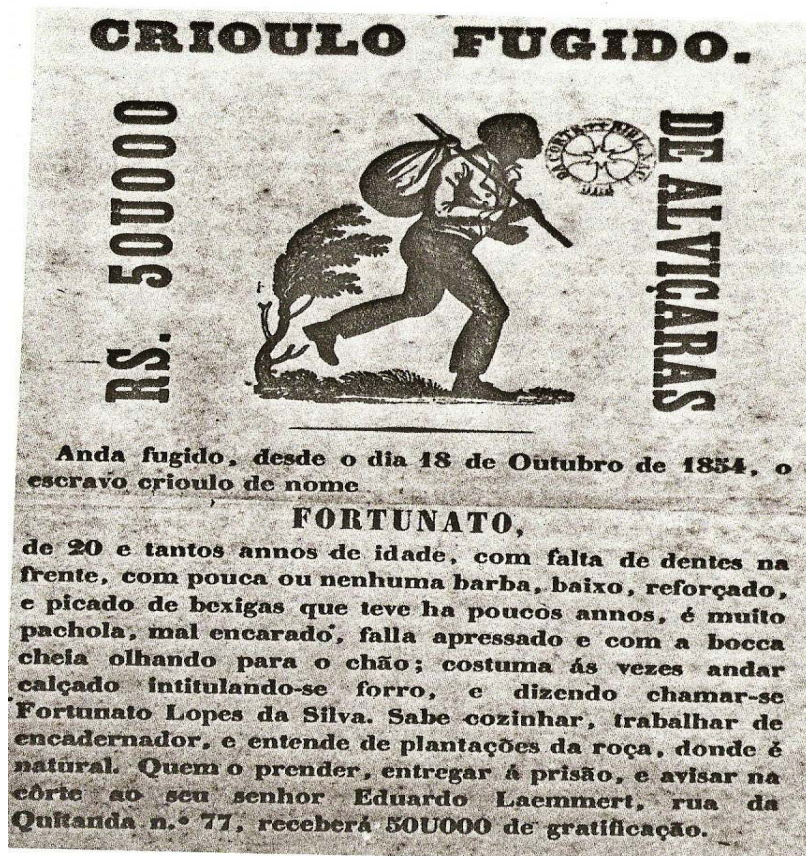 CRIOULO FUGIDO.
RS. 50U000
DE ALVIÇARAS
Anda fugido, desde o dia 18 de Outubro de 1854, o
escravo crioulo de nome
FORTUNATO,
de 20 e tantos annos de idade, com falta de dentes na
frente, com pouca ou nenhuma barba, baixo, reforçado,
e picado de bexigas que teve ha poucos annos, é muito
pachola, mal encarado, falla apressado e com a bocca
cheia olhando para o chão; costuma ás vezes andar
calçado intitulando-se forro, e dizendo chamar-se
Fortunato Lopes da Silva. Sabe cozinhar, trabalhar de
encadernador, e entende de plantações da roça, donde é
natural. Quem o prender, entregar á prisão, e avisar na
côrte ao seu senhor Eduardo Laemmert, rua da
Quitanda n.º 77, receberá 50U000 de gratificação.